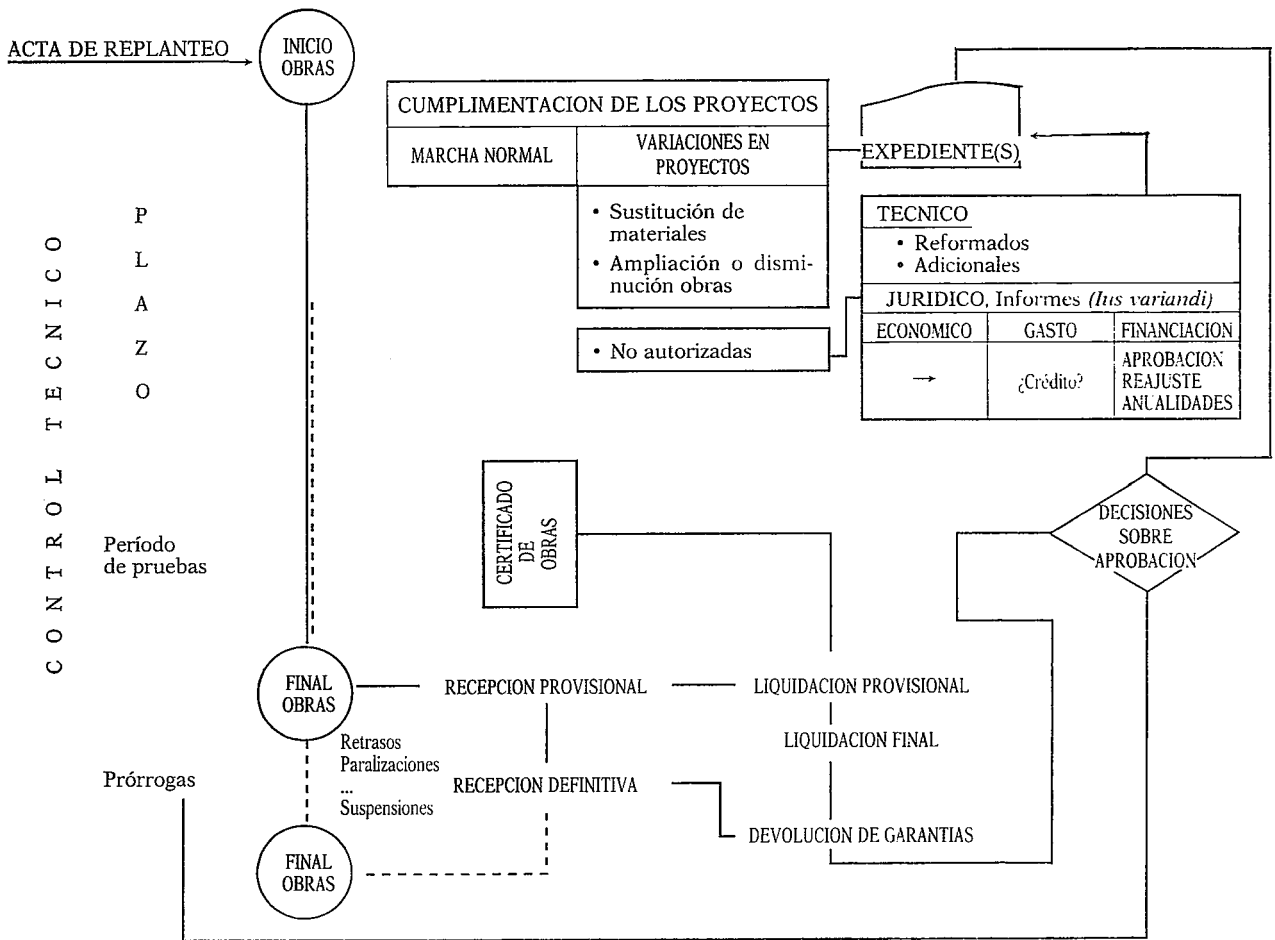 ACTA DE REPLANTEO
INICIO
OBRAS
CUMPLIMENTACION DE LOS PROYECTOS
MARCHA NORMAL
VARIACIONES EN
PROYECTOS
• Sustitución de
materiales
• Ampliación o dismi-
nución obras
• No autorizadas
EXPEDIENTE(S)
TECNICO
• Reformados
• Adicionales
JURIDICO, Informes (Ius variandi)
ECONOMICO
GASTO
FINANCIACION
→
¿Crédito?
APROBACION
REAJUSTE
ANUALIDADES
CONTROL TECNICO
PLAZO
Período
de pruebas
CERTIFICADO
DE
OBRAS
DECISIONES
SOBRE
APROBACION
FINAL
OBRAS
RECEPCION PROVISIONAL
LIQUIDACION PROVISIONAL
LIQUIDACION FINAL
Retrasos
Paralizaciones
...
Suspensiones
Prórrogas
RECEPCION DEFINITIVA
DEVOLUCION DE GARANTIAS
FINAL
OBRAS